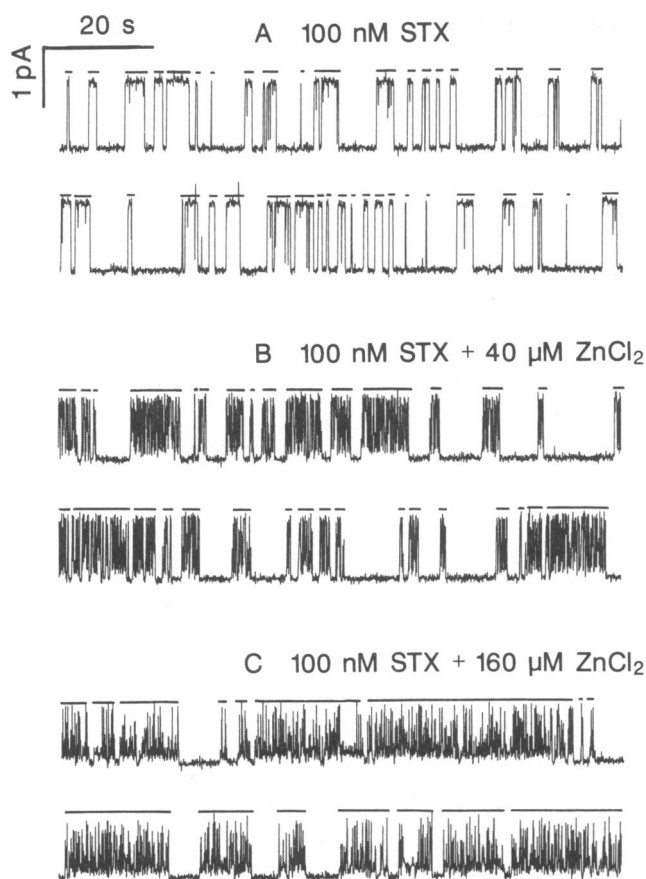 20 s
1 pA
A 100 nM STX
B 100 nM STX + 40 µM ZnCl₂
C 100 nM STX + 160 µM ZnCl₂